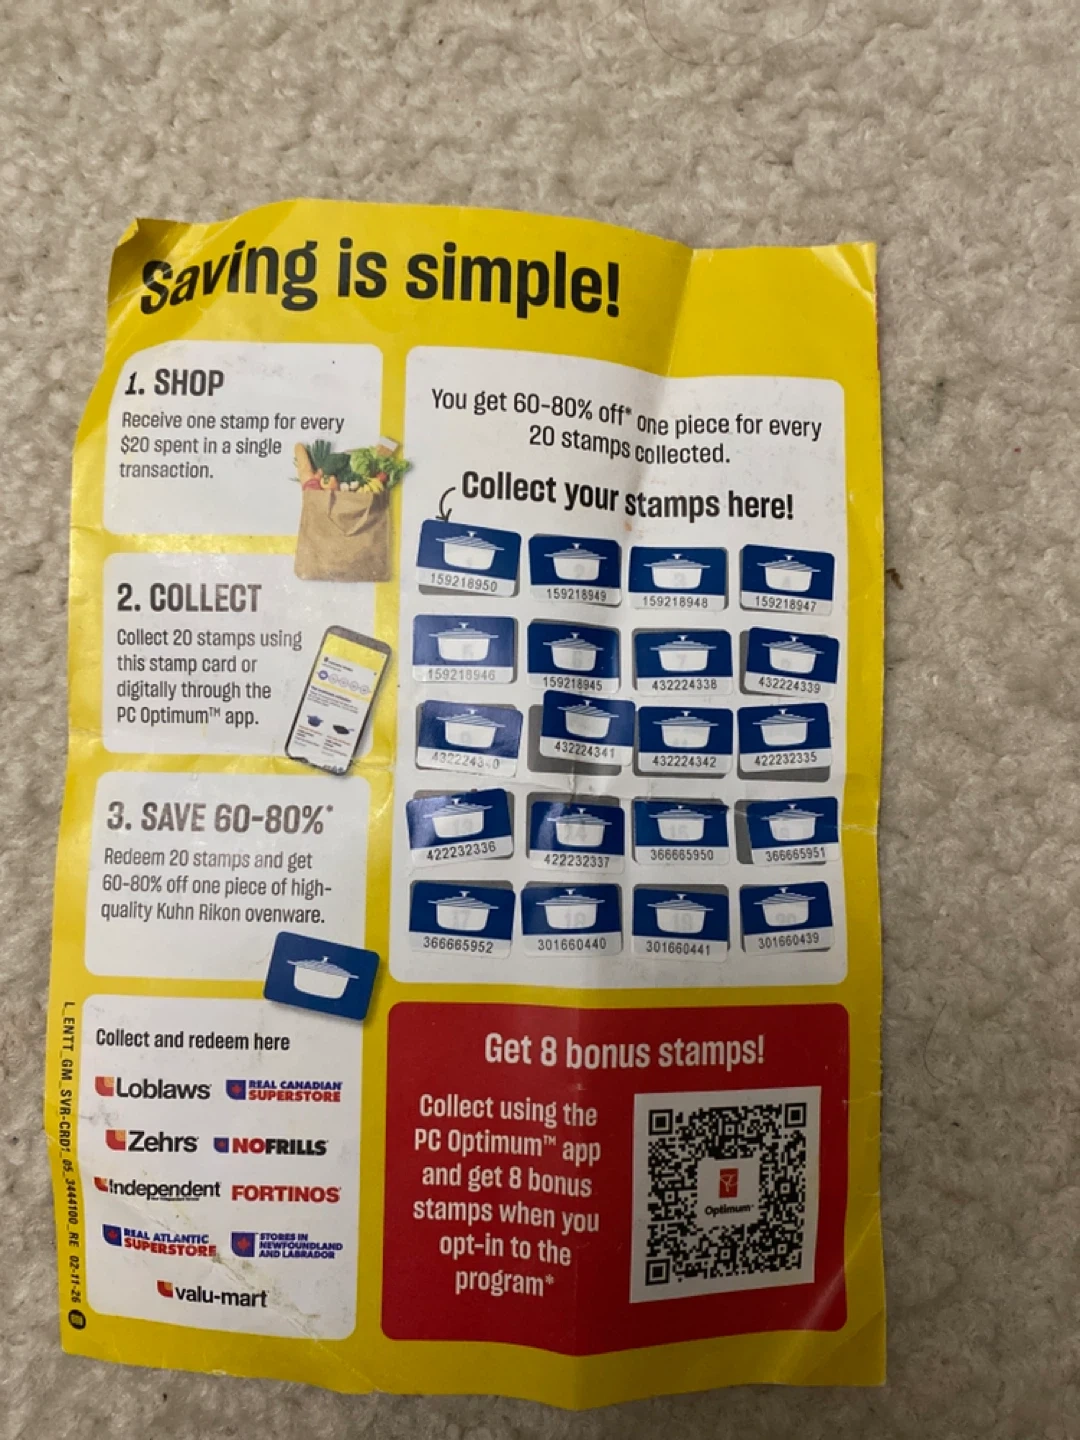 Saving is simple!
1. SHOP
Receive one stamp for every
$20 spent in a single
transaction.
2. COLLECT
Collect 20 stamps using
this stamp card or
digitally through the
PC Optimum™ app.
3. SAVE 60-80%*
Redeem 20 stamps and get
60-80% off one piece of high-
quality Kuhn Rikon ovenware.
You get 60-80% off* one piece for every
20 stamps collected.
Collect your stamps here!
159218950 159218949 159218948 159218947
159218946 159218945 432224338 432224339
432224340 432224341 432224342 422232335
422232336 422232337 366665950 366665951
366665952 301660440 301660441 301660439
Collect and redeem here
Loblaws REAL CANADIAN SUPERSTORE
Zehrs NOFRILLS
Independent FORTINOS
REAL ATLANTIC SUPERSTORE STORES IN NEWFOUNDLAND AND LABRADOR
valu-mart
Get 8 bonus stamps!
Collect using the
PC Optimum™ app
and get 8 bonus
stamps when you
opt-in to the
program*
Optimum
L_ENTT_GM_SVR-CRD1_05_3444100_RE 02-11-26